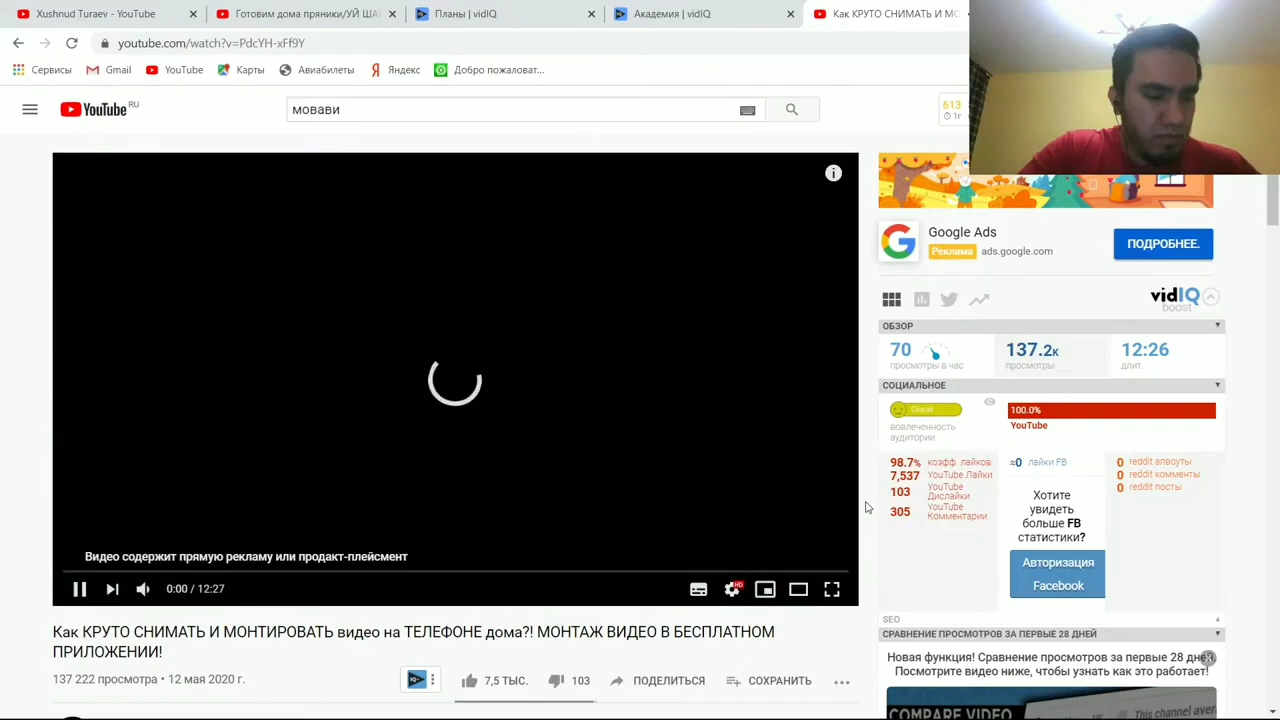 Xushnud Turaev - YouTube
Готовим дома пряники/УЙ ША
Планы | vidIQ
Академия | vidIQ
Как КРУТО СНИМАТЬ И МО
youtube.com/watch?v=PdcYH-xFf9Y
Сервисы
Gmail
YouTube
Карты
Авиабилеты
Яндекс
Добро пожаловат...
YouTube RU
мовави
613
1г
Google Ads
Реклама ads.google.com
ПОДРОБНЕЕ.
vidIQ
boost
ОБЗОР
70
просмотры в час
137.2к
просмотры
12:26
длит.
СОЦИАЛЬНОЕ
Great
вовлеченность
аудитории
100.0%
YouTube
98.7% коэфф. лайков
7,537 YouTube Лайки
103 YouTube
Дислайки
305 YouTube
Комментарии
≈0 лайки FB
Хотите
увидеть
больше FB
статистики?
Авторизация
Facebook
0 reddit апвоуты
0 reddit комменты
0 reddit посты
Видео содержит прямую рекламу или продакт-плейсмент
0:00 / 12:27
HD
SEO
СРАВНЕНИЕ ПРОСМОТРОВ ЗА ПЕРВЫЕ 28 ДНЕЙ
Новая функция! Сравнение просмотров за первые 28 дней.
Посмотрите видео ниже, чтобы узнать как это работает!
COMPARE VIDEO
This channel aver
Как КРУТО СНИМАТЬ И МОНТИРОВАТЬ видео на ТЕЛЕФОНЕ дома?! МОНТАЖ ВИДЕО В БЕСПЛАТНОМ
ПРИЛОЖЕНИИ!
137 222 просмотра • 12 мая 2020 г.
7,5 ТЫС.
103
ПОДЕЛИТЬСЯ
СОХРАНИТЬ